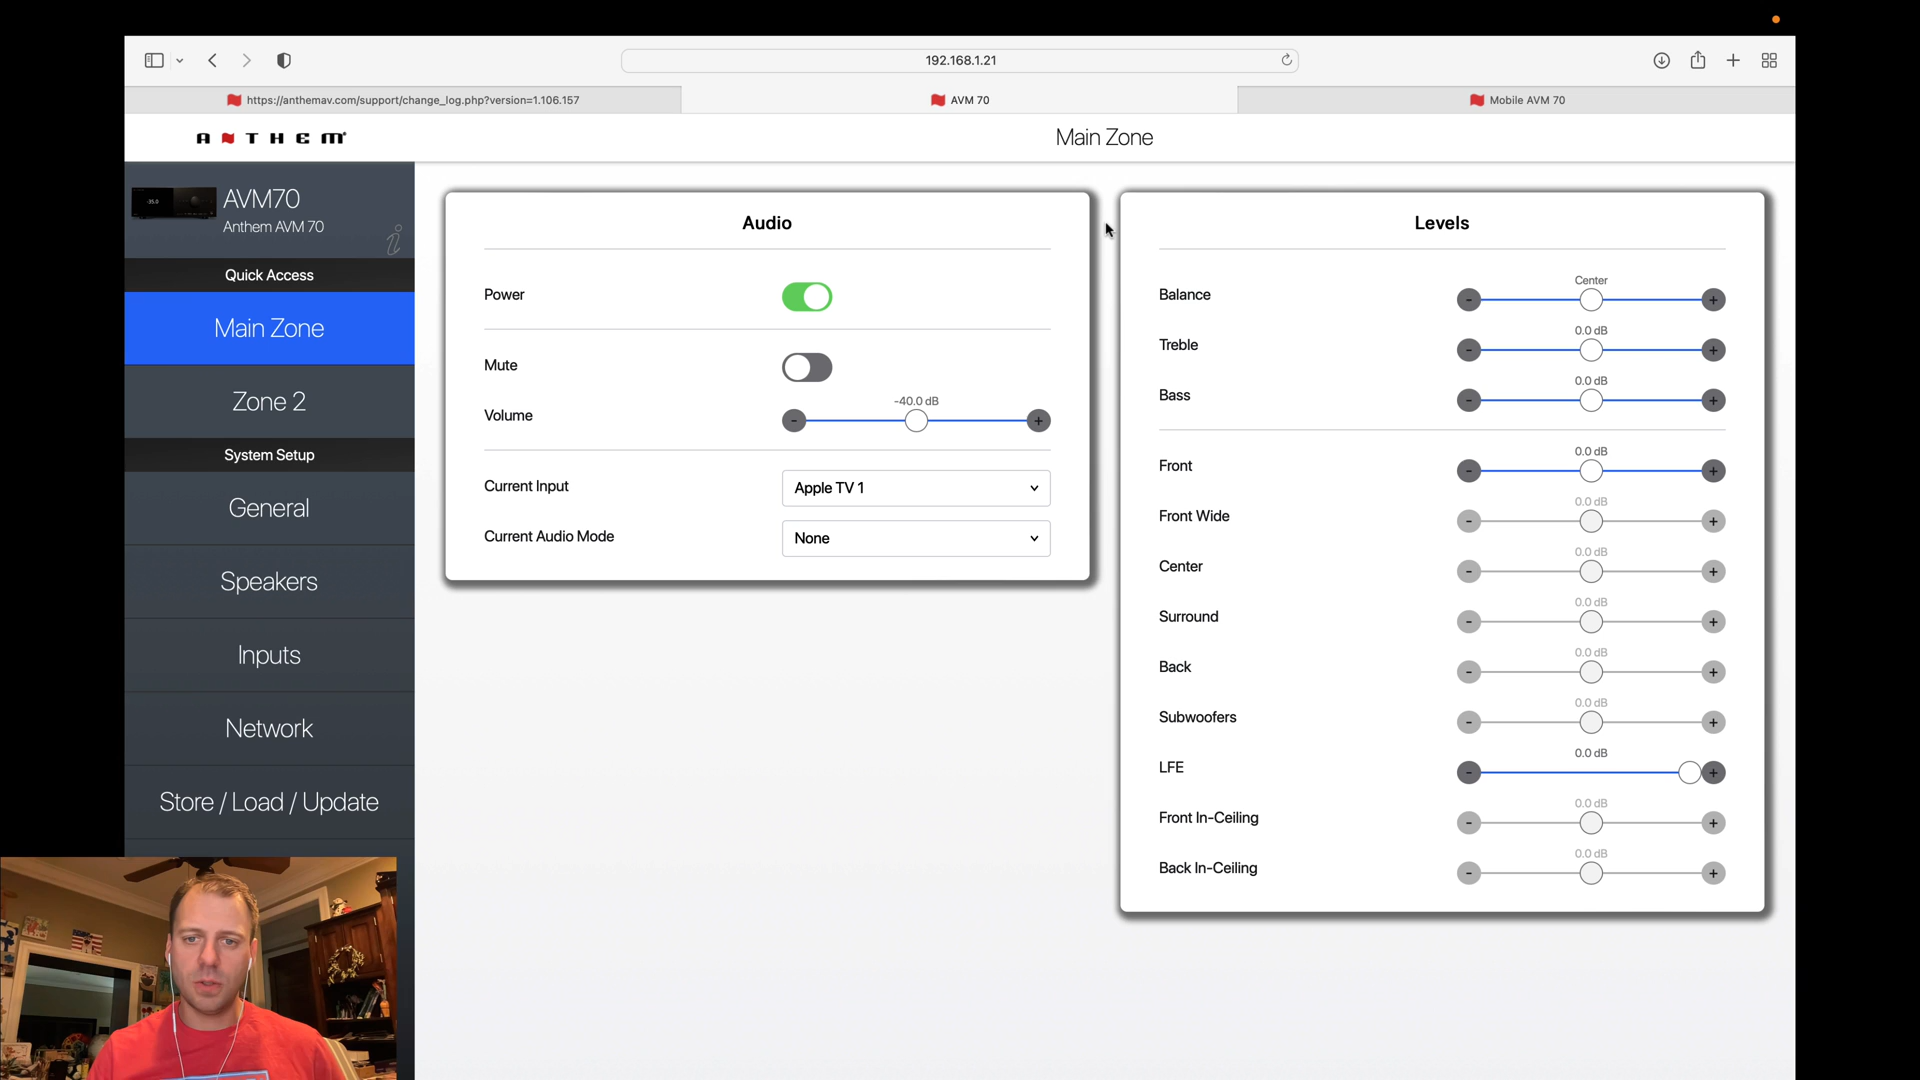 192.168.1.21
https://anthemav.com/support/change_log.php?version=1.106.157
AVM 70
Mobile AVM 70
ANTHEM
Main Zone
-35.0
AVM70
Anthem AVM 70
i
Quick Access
Main Zone
Zone 2
System Setup
General
Speakers
Inputs
Network
Store / Load / Update
Audio
Power
Mute
Volume
-40.0 dB
- +
Current Input
Apple TV 1
Current Audio Mode
None
Levels
Balance
Center
- +
Treble
0.0 dB
- +
Bass
0.0 dB
- +
Front
0.0 dB
- +
Front Wide
0.0 dB
- +
Center
0.0 dB
- +
Surround
0.0 dB
- +
Back
0.0 dB
- +
Subwoofers
0.0 dB
- +
LFE
0.0 dB
- +
Front In-Ceiling
0.0 dB
- +
Back In-Ceiling
0.0 dB
- +